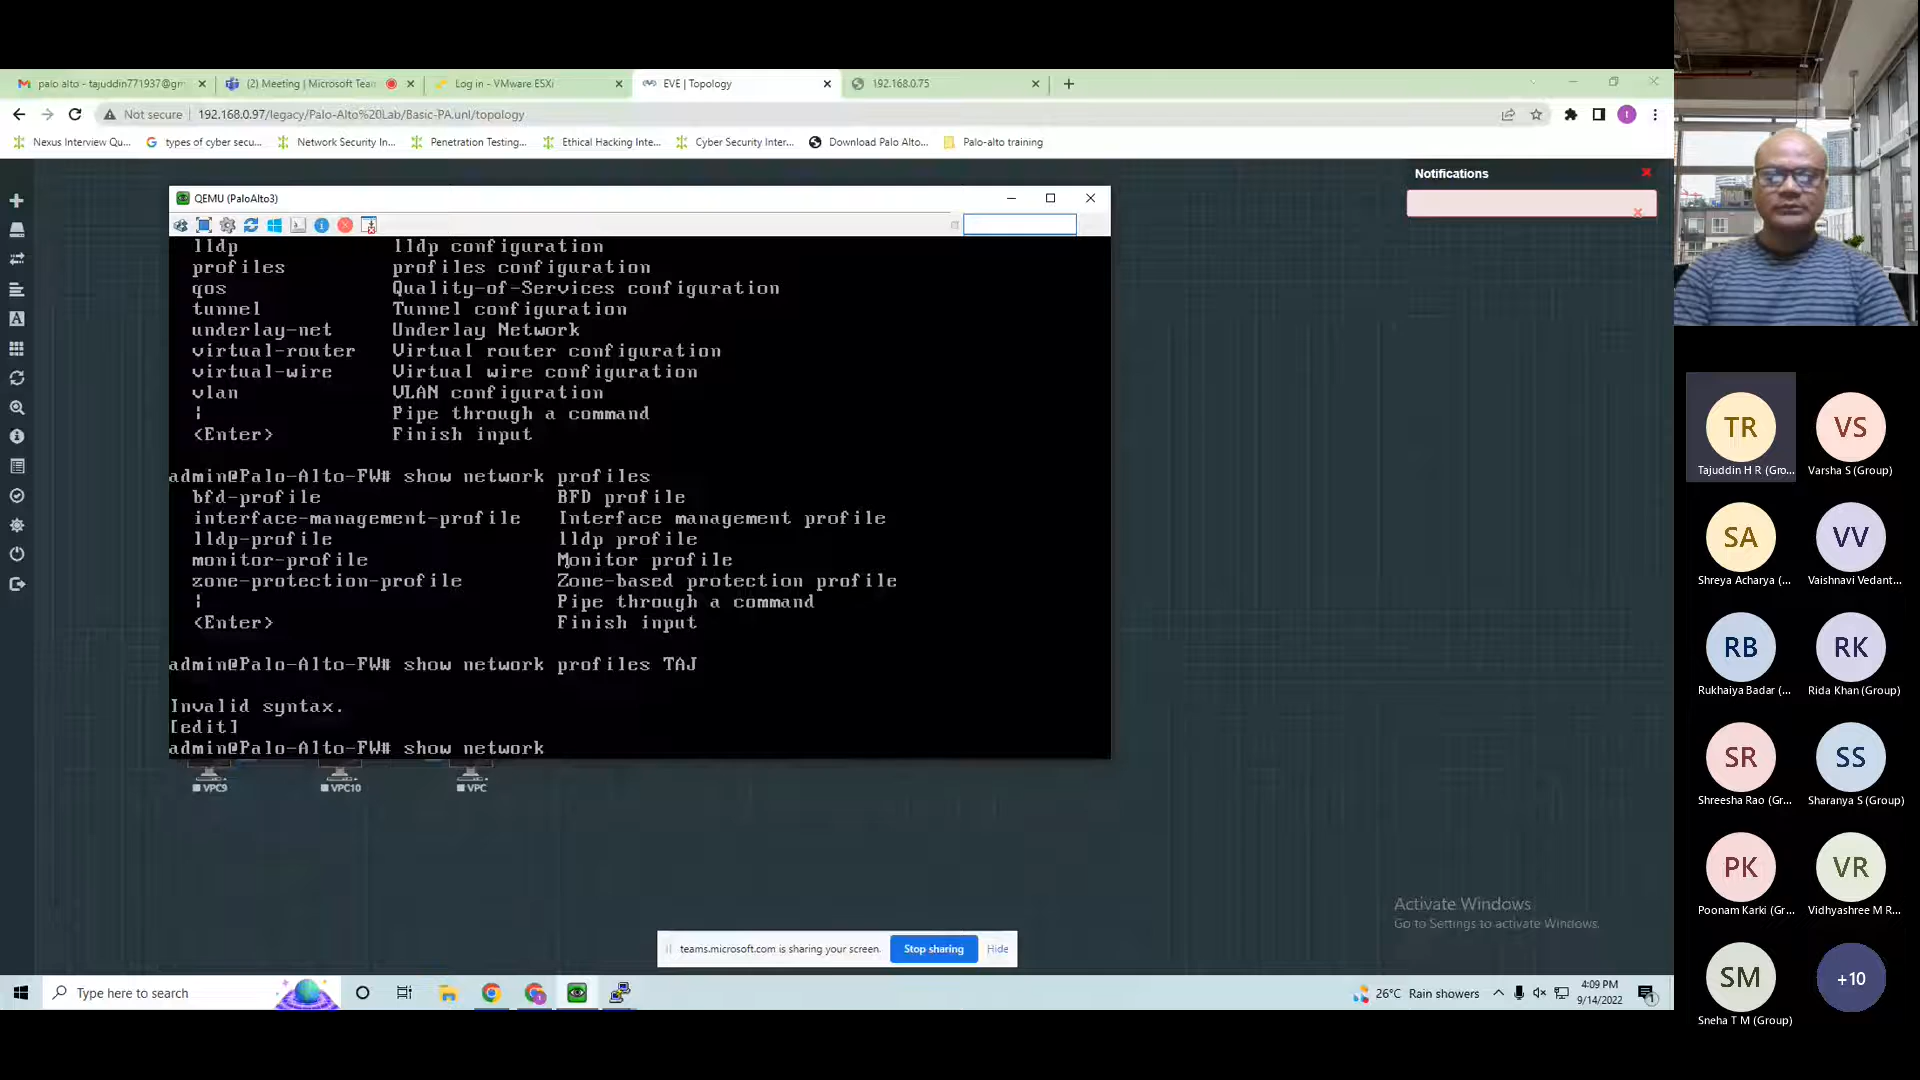 palo alto - tajuddin771937@gm
(2) Meeting | Microsoft Team
Log in - VMware ESXi
EVE | Topology
192.168.0.75
Not secure
192.168.0.97/legacy/Palo-Alto%20Lab/Basic-PA.unl/topology
t
Nexus Interview Qu...
types of cyber secu...
Network Security In...
Penetration Testing...
Ethical Hacking Inte...
Cyber Security Inter...
Download Palo Alto...
Palo-alto training
Notifications
QEMU (PaloAlto3)
lldp lldp configuration
profiles profiles configuration
qos Quality-of-Services configuration
tunnel Tunnel configuration
underlay-net Underlay Network
virtual-router Virtual router configuration
virtual-wire Virtual wire configuration
vlan VLAN configuration
| Pipe through a command
<Enter> Finish input
admin@Palo-Alto-FW# show network profiles
bfd-profile BFD profile
interface-management-profile Interface management profile
lldp-profile lldp profile
monitor-profile Monitor profile
zone-protection-profile Zone-based protection profile
| Pipe through a command
<Enter> Finish input
admin@Palo-Alto-FW# show network profiles TAJ
Invalid syntax.
[edit]
admin@Palo-Alto-FW# show network
VPC9
VPC10
VPC
Activate Windows
Go to Settings to activate Windows.
teams.microsoft.com is sharing your screen.
Stop sharing
Hide
Type here to search
26°C Rain showers
4:09 PM
9/14/2022
1
TR
Tajuddin H R (Gro...
VS
Varsha S (Group)
SA
Shreya Acharya (...
VV
Vaishnavi Vedant...
RB
Rukhaiya Badar (...
RK
Rida Khan (Group)
SR
Shreesha Rao (Gr...
SS
Sharanya S (Group)
PK
Poonam Karki (Gr...
VR
Vidhyashree M R...
SM
Sneha T M (Group)
+10